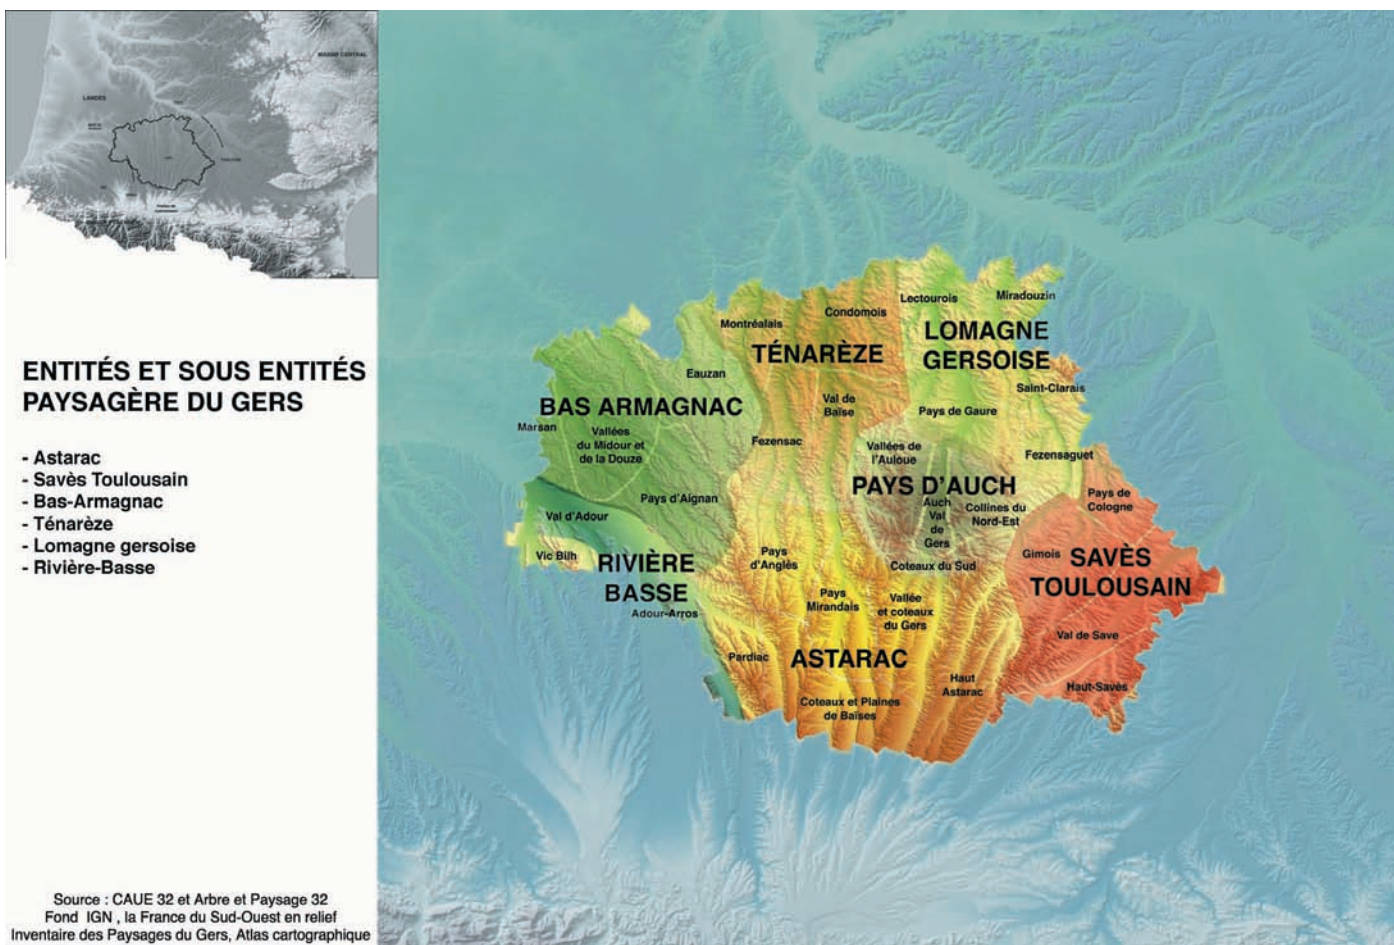 MASSIF CENTRAL
LANDES
TOULOUSE
ENTITÉS ET SOUS ENTITÉS
PAYSAGÈRE DU GERS
- Astarac
- Savès Toulousain
- Bas-Armagnac
- Ténarèze
- Lomagne gersoise
- Rivière-Basse
Source : CAUE 32 et Arbre et Paysage 32
Fond IGN , la France du Sud-Ouest en relief
Inventaire des Paysages du Gers, Atlas cartographique
Lectourois
Miradouzin
Condomois
Montréalais
LOMAGNE
GERSOISE
TÉNARÈZE
Eauzan
Saint-Clarais
BAS ARMAGNAC
Val de
Baïse
Pays de Gaure
Marsan
Vallées
du Midour et
de la Douze
Fezensac
Vallées de
l'Auloue
Fezensaguet
PAYS D'AUCH
Pays d'Aignan
Auch
Val
de
Gers
Collines du
Nord-Est
Pays de
Cologne
Val d'Adour
Vic Bilh
RIVIÈRE
BASSE
Pays
d'Anglès
Coteaux du Sud
Gimois
SAVÈS
TOULOUSAIN
Adour-Arros
Pays
Mirandais
Vallée
et coteaux
du Gers
Val de Save
Pardiac
ASTARAC
Haut
Astarac
Haut-Savès
Coteaux et Plaines
de Baïses